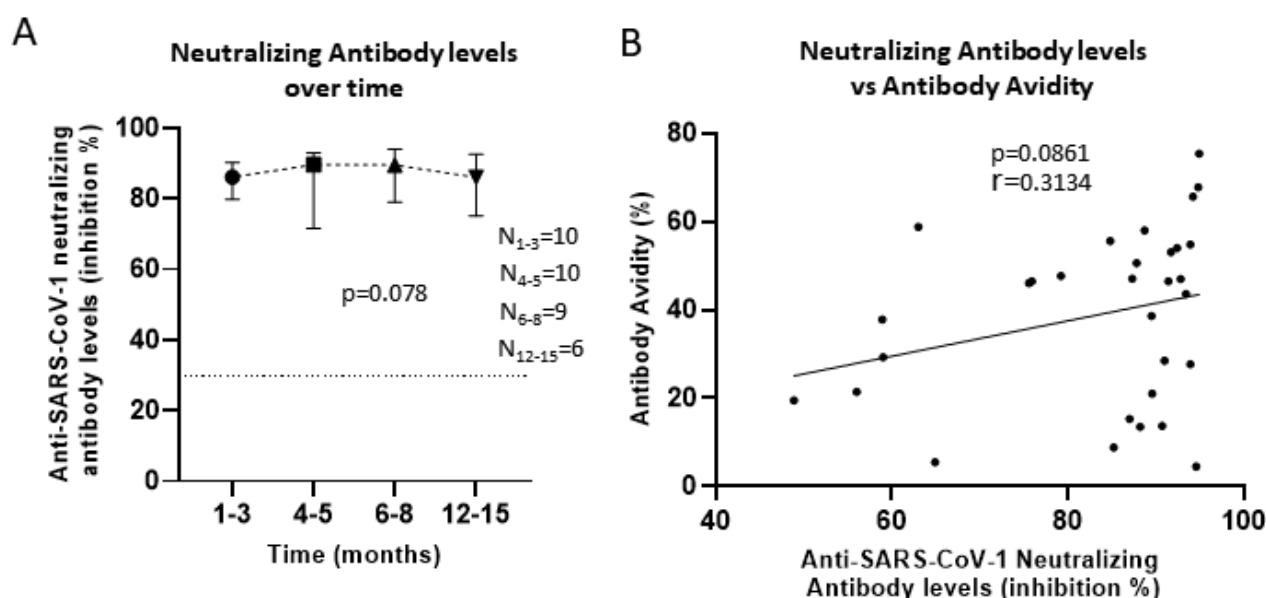 A
Neutralizing Antibody levels
over time
Anti-SARS-CoV-1 neutralizing
antibody levels (inhibition %)
100
80
60
40
20
0
p=0.078
N1-3=10
N4-5=10
N6-8=9
N12-15=6
1-3 4-5 6-8 12-15
Time (months)
B
Neutralizing Antibody levels
vs Antibody Avidity
Antibody Avidity (%)
80
60
40
20
0
p=0.0861
r=0.3134
40 60 80 100
Anti-SARS-CoV-1 Neutralizing
Antibody levels (inhibition %)